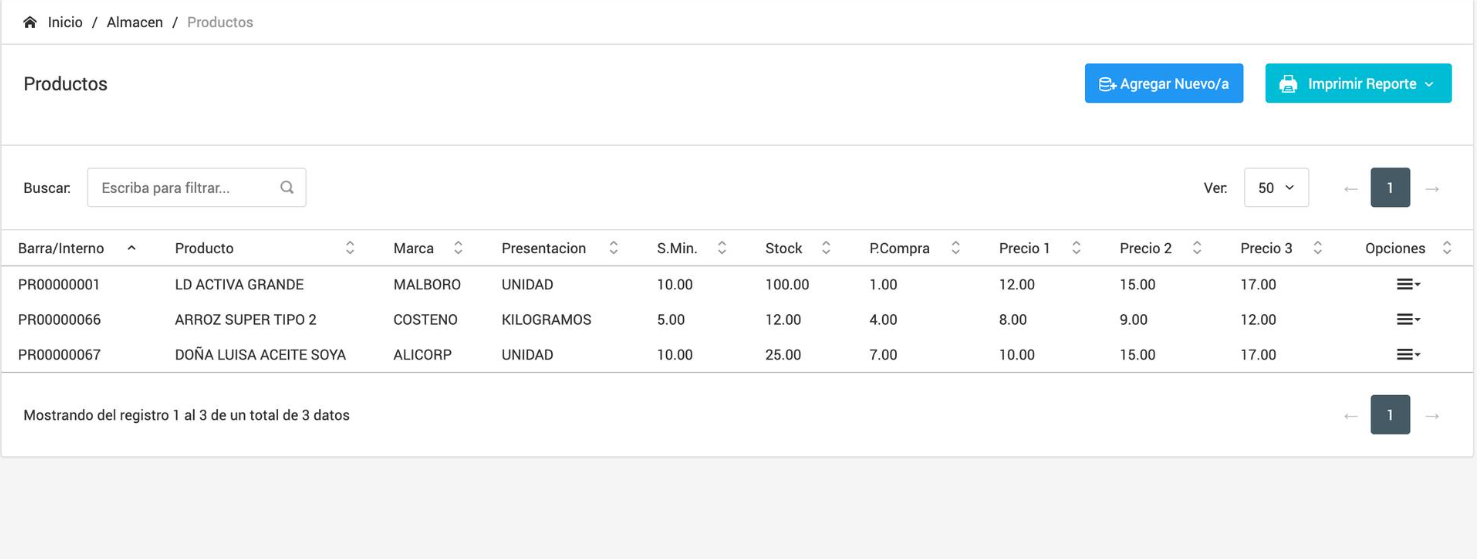 Inicio / Almacen / Productos
Productos
Agregar Nuevo/a
Imprimir Reporte
Buscar: Escriba para filtrar... Ver: 50 ← 1 →
Barra/Interno Producto Marca Presentacion S.Min. Stock P.Compra Precio 1 Precio 2 Precio 3 Opciones
PR00000001 LD ACTIVA GRANDE MALBORO UNIDAD 10.00 100.00 1.00 12.00 15.00 17.00
PR00000066 ARROZ SUPER TIPO 2 COSTENO KILOGRAMOS 5.00 12.00 4.00 8.00 9.00 12.00
PR00000067 DOÑA LUISA ACEITE SOYA ALICORP UNIDAD 10.00 25.00 7.00 10.00 15.00 17.00
Mostrando del registro 1 al 3 de un total de 3 datos ← 1 →